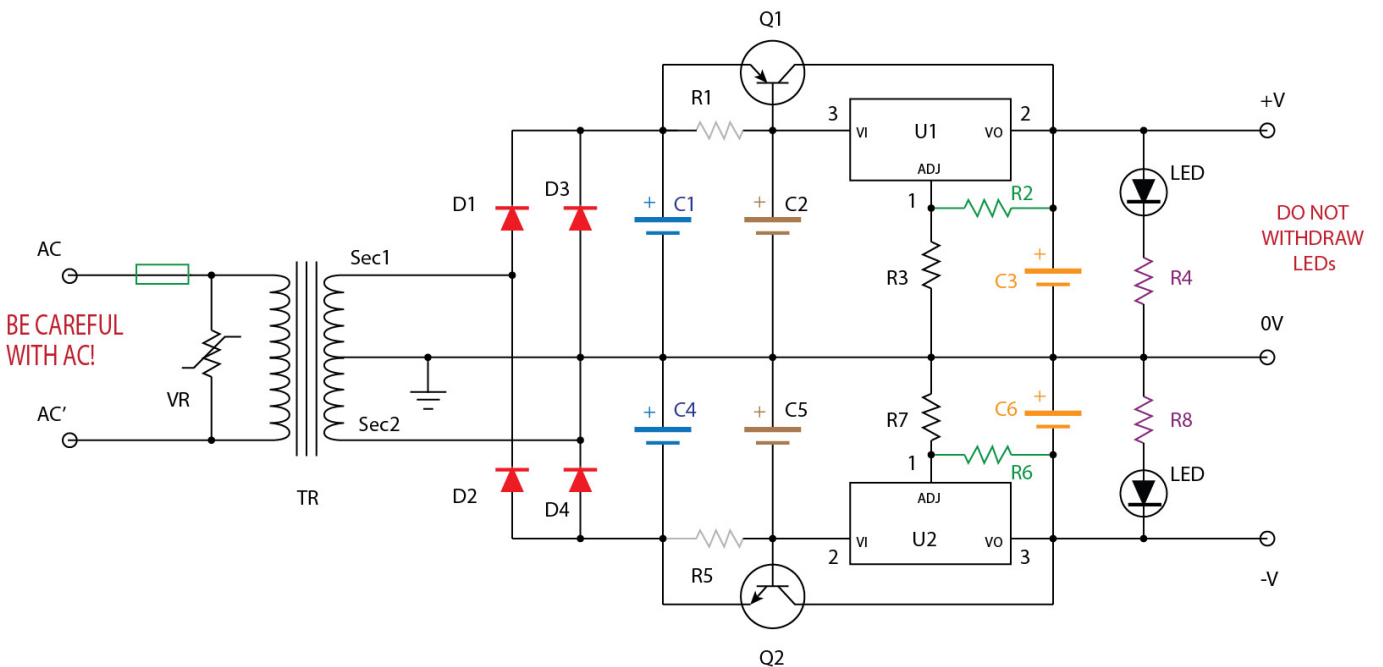 Q1
R1
3
VI
U1
VO
2
+V
ADJ
LED
D1
D3
+
C1
+
C2
1
R2
DO NOT
WITHDRAW
LEDs
AC
Sec1
R3
+
C3
R4
BE CAREFUL
WITH AC!
0V
VR
AC'
Sec2
+
C4
+
C5
R7
+
C6
R8
1
R6
D2
D4
TR
ADJ
LED
R5
2
VI
U2
VO
3
-V
Q2